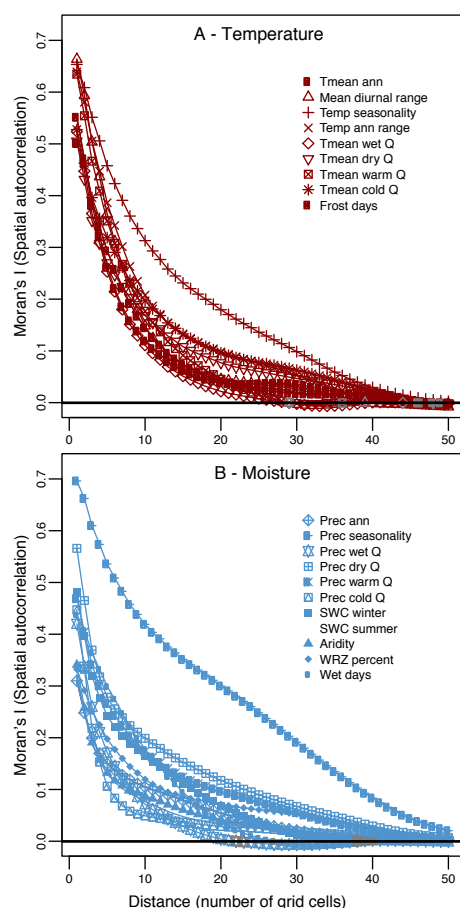 A - Temperature
Moran's I (Spatial autocorrelation)
0.7
0.6
0.5
0.4
0.3
0.2
0.1
0.0
Tmean ann
Mean diurnal range
Temp seasonality
Temp ann range
Tmean wet Q
Tmean dry Q
Tmean warm Q
Tmean cold Q
Frost days
0 10 20 30 40 50
B - Moisture
Moran's I (Spatial autocorrelation)
0.7
0.6
0.5
0.4
0.3
0.2
0.1
0.0
Prec ann
Prec seasonality
Prec wet Q
Prec dry Q
Prec warm Q
Prec cold Q
SWC winter
SWC summer
Aridity
WRZ percent
Wet days
0 10 20 30 40 50
Distance (number of grid cells)